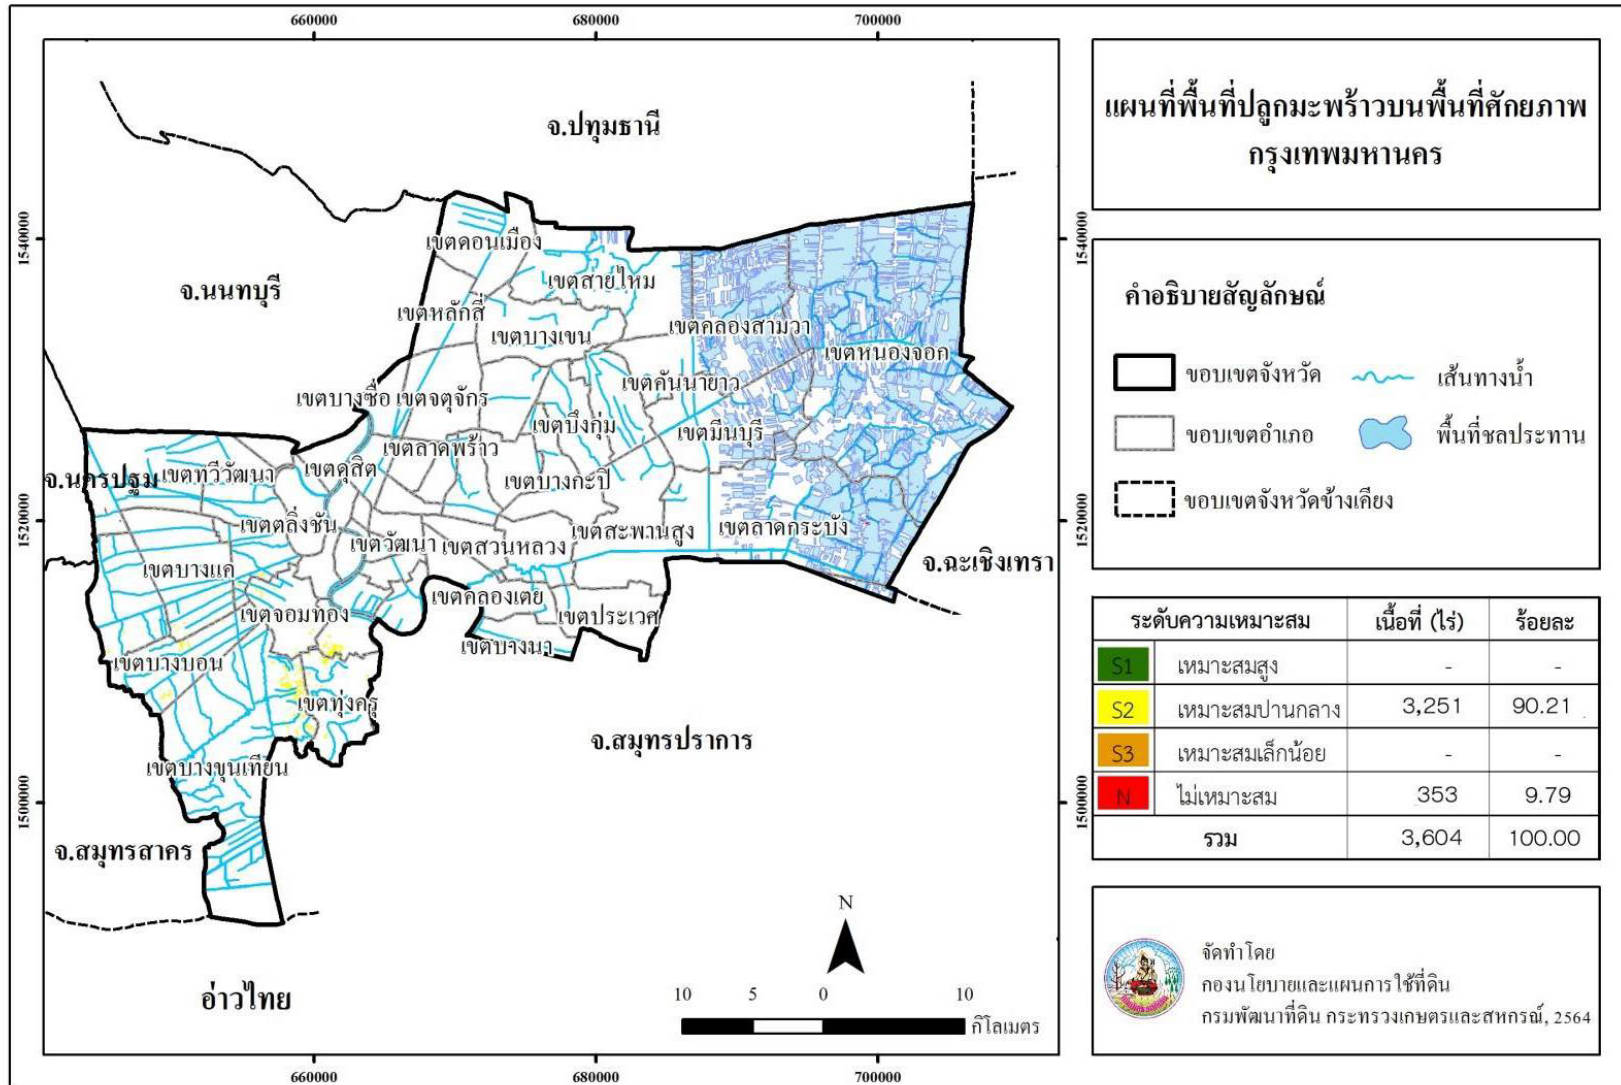 660000
680000
700000
แผนที่พื้นที่ปลูกมะพร้าวบนพื้นที่ศักยภาพ
กรุงเทพมหานคร
จ.ปทุมธานี
1540000
1540000
เขตดอนเมือง
เขตสายไหม
จ.นนทบุรี
เขตหลักสี่
เขตบางเขน
เขตคลองสามวา
เขตหนองจอก
คำอธิบายสัญลักษณ์
ขอบเขตจังหวัด
เส้นทางน้ำ
ขอบเขตอำเภอ
พื้นที่ชลประทาน
ขอบเขตจังหวัดข้างเคียง
เขตคันนายาว
เขตบางซื่อ
เขตจตุจักร
เขตบึงกุ่ม
เขตมีนบุรี
เขตลาดพร้าว
เขตดุสิต
เขตทวีวัฒนา
จ.นครปฐม
เขตบางกะปิ
1520000
1520000
เขตตลิ่งชัน
เขตสะพานสูง
เขตลาดกระบัง
เขตวัฒนา
เขตสวนหลวง
จ.ฉะเชิงเทรา
เขตบางแค
เขตคลองเตย
เขตจอมทอง
เขตประเวศ
เขตบางนา
เขตบางบอน
เขตทุ่งครุ
จ.สมุทรปราการ
เขตบางขุนเทียน
1500000
1500000
จ.สมุทรสาคร
อ่าวไทย
ระดับความเหมาะสม เนื้อที่ (ไร่) ร้อยละ
S1 เหมาะสมสูง - -
S2 เหมาะสมปานกลาง 3,251 90.21
S3 เหมาะสมเล็กน้อย - -
N ไม่เหมาะสม 353 9.79
รวม 3,604 100.00
N
10 5 0 10
กิโลเมตร
จัดทำโดย
กองนโยบายและแผนการใช้ที่ดิน
กรมพัฒนาที่ดิน กระทรวงเกษตรและสหกรณ์, 2564
660000
680000
700000